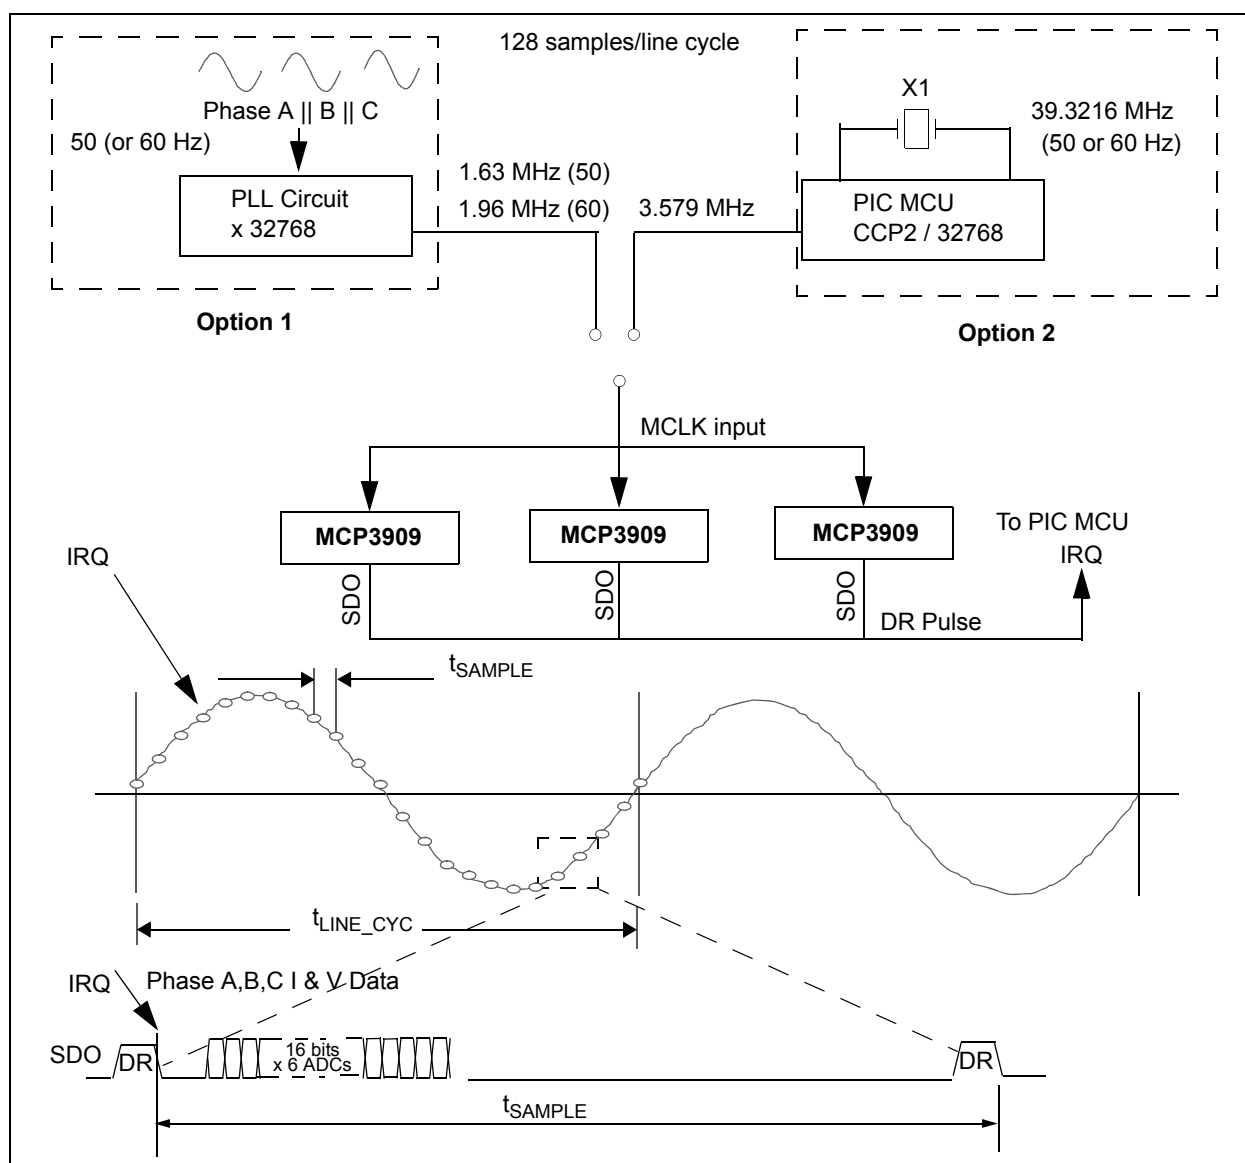 128 samples/line cycle
Phase A || B || C
50 (or 60 Hz)
PLL Circuit
x 32768
1.63 MHz (50)
1.96 MHz (60)
Option 1
3.579 MHz
X1
39.3216 MHz
(50 or 60 Hz)
PIC MCU
CCP2 / 32768
Option 2
MCLK input
MCP3909
MCP3909
MCP3909
SDO
SDO
SDO
To PIC MCU
IRQ
DR Pulse
IRQ
tSAMPLE
tLINE_CYC
IRQ
Phase A,B,C I & V Data
SDO
DR
16 bits
x 6 ADCs
DR
tSAMPLE